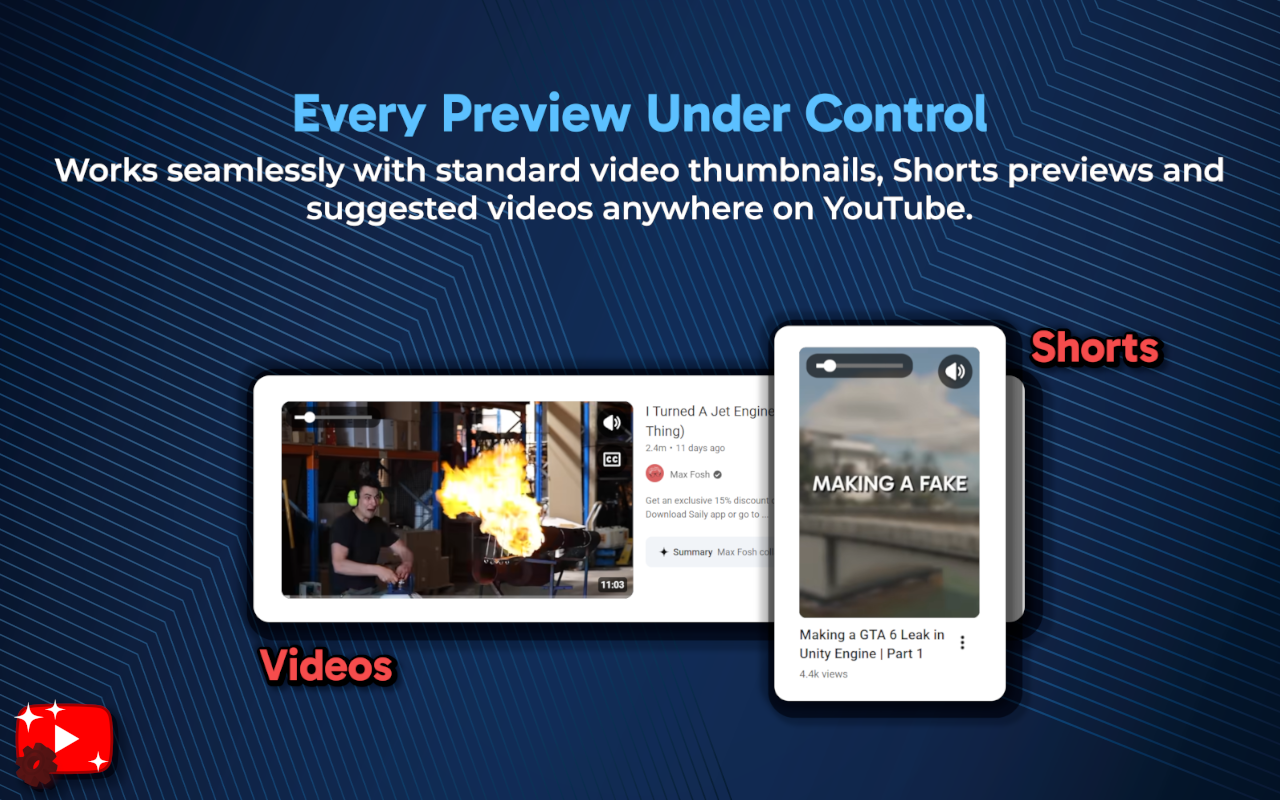 Every Preview Under Control
Works seamlessly with standard video thumbnails, Shorts previews and
suggested videos anywhere on YouTube.
Shorts
I Turned A Jet Engine
Thing)
2.4m • 11 days ago
Max Fosh
Get an exclusive 15% discount
Download Saily app or go to ...
Summary Max Fosh
CC
11:03
MAKING A FAKE
Making a GTA 6 Leak in
Unity Engine | Part 1
4.4k views
Videos